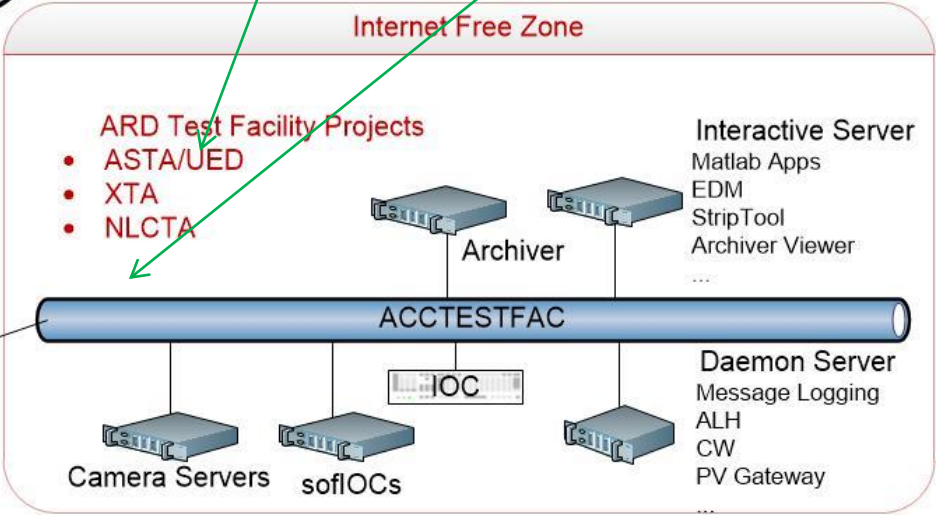 Internet Free Zone
ARD Test Facility Projects
• ASTA/UED
• XTA
• NLCTA
Archiver
Interactive Server
Matlab Apps
EDM
StripTool
Archiver Viewer
...
ACCTESTFAC
IOC
Camera Servers
sofIOCs
Daemon Server
Message Logging
ALH
CW
PV Gateway
...